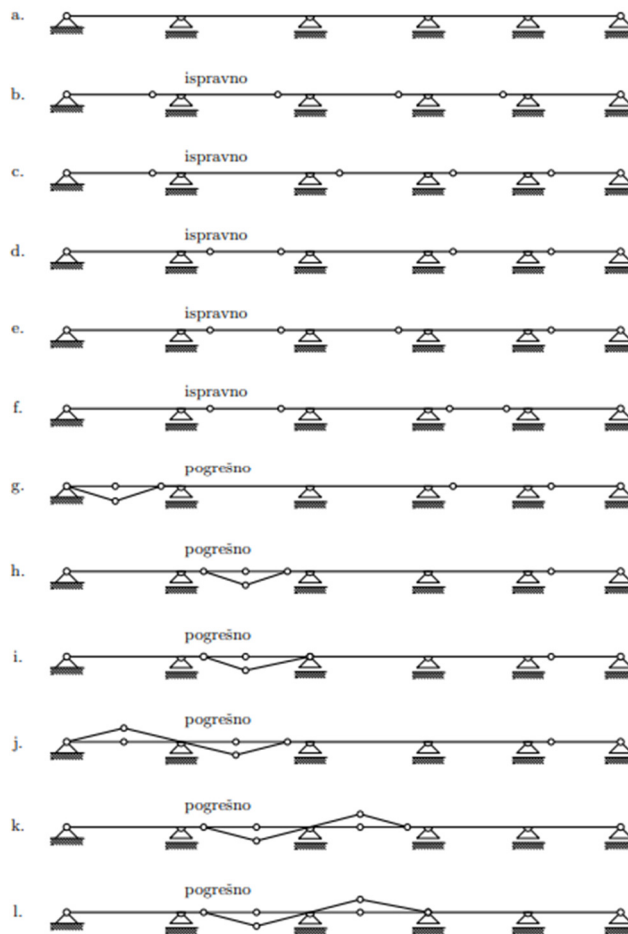 a.
ispravno
b.
ispravno
c.
ispravno
d.
ispravno
e.
ispravno
f.
pogrešno
g.
pogrešno
h.
pogrešno
i.
pogrešno
j.
pogrešno
k.
pogrešno
l.